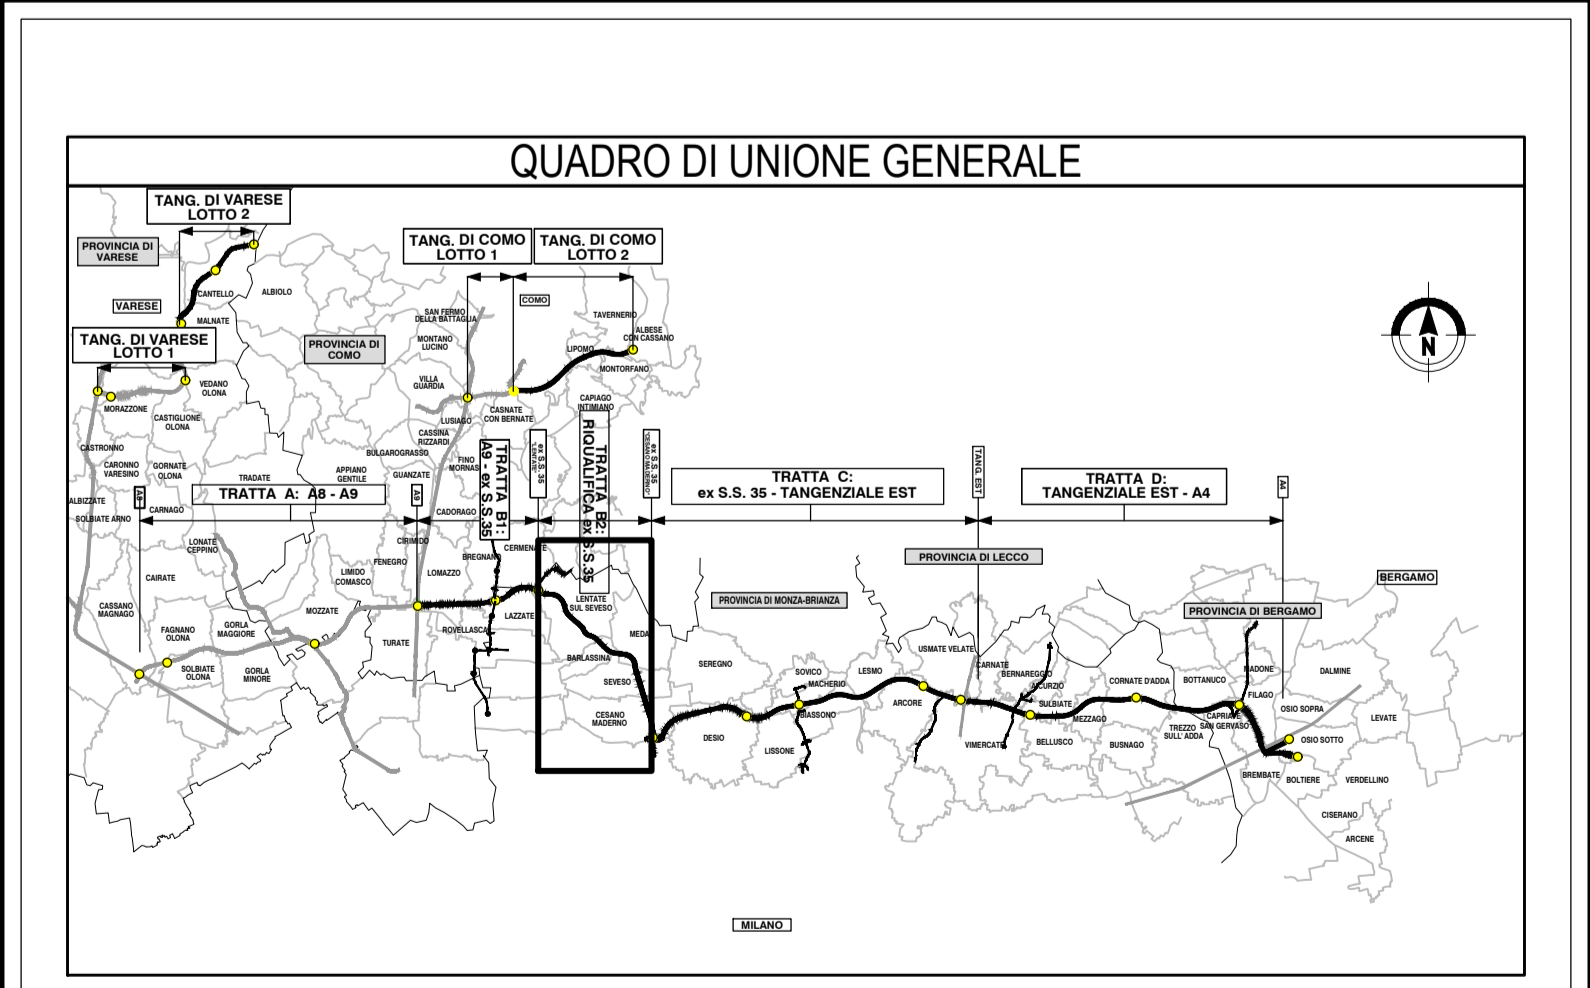 QUADRO DI UNIONE GENERALE
TANG. DI VARESE
LOTTO 2
PROVINCIA DI
VARESE
TANG. DI COMO
LOTTO 1
TANG. DI COMO
LOTTO 2
CANTELLO
ALBIOLO
VARESE
MALNATE
COMO
SAN FERMO
DELLA BATTAGLIA
TAVERNERIO
ALBESE
CON CASSANO
TANG. DI VARESE
LOTTO 1
PROVINCIA DI
COMO
MONTANO
LUCINO
LIPOMO
MONTORFANO
N
VEDANO
OLONA
VILLA
GUARDIA
MORAZZONE
CASTIGLIONE
OLONA
LUSIAGO
CASNATE
CON BERNATE
CAPIAGO
INTIMIANO
CASSINA
RIZZARDI
CASTRONNO
BULGAROGRASSO
CARONNO
VARESINO
GORNATE
OLONA
TRADATE
APPIANO
GENTILE
GUANZATE
FINO
MORNAS
TRATTA B1:
A9 - ex S.S.35
ex S.S. 35
"LENTATE"
TRATTA B2:
RIQUALIFICA ex S.S.35
ex S.S. 35
"CESANO MADERNO"
TRATTA C:
ex S.S. 35 - TANGENZIALE EST
TANG. EST
TRATTA D:
TANGENZIALE EST - A4
A4
ALBIZZATE
A8
TRATTA A: A8 - A9
A9
SOLBIATE ARNO
CARNAGO
CADORAGO
LONATE
CEPPINO
CIRIMIDO
CERMENATE
BREGNANO
FENEGRO
PROVINCIA DI LECCO
CAIRATE
LIMIDO
COMASCO
LOMAZZO
BERGAMO
CASSANO
MAGNAGO
MOZZATE
LENTATE
SUL SEVESO
PROVINCIA DI MONZA-BRIANZA
PROVINCIA DI BERGAMO
LAZZATE
FAGNANO
OLONA
GORLA
MAGGIORE
TURATE
ROVELLASCA
MEDA
SOLBIATE
OLONA
GORLA
MINORE
BARLASSINA
SEREGNO
USMATE VELATE
CARNATE
BERNAREGGIO
SEVESO
SOVICO
MACHERIO
LESMO
AICURZIO
CORNATE D'ADDA
BOTTANUCO
MADONE
DALMINE
CESANO
MADERNO
BIASSONO
ARCORE
SULBIATE
MEZZAGO
FILAGO
OSIO SOPRA
DESIO
LISSONE
VIMERCATE
BELLUSCO
BUSNAGO
TREZZO
SULL' ADDA
CAPRIATE
SAN GERVASO
LEVATE
OSIO SOTTO
BREMBATE
BOLTIERE
VERDELLINO
CISERANO
ARCENE
MILANO